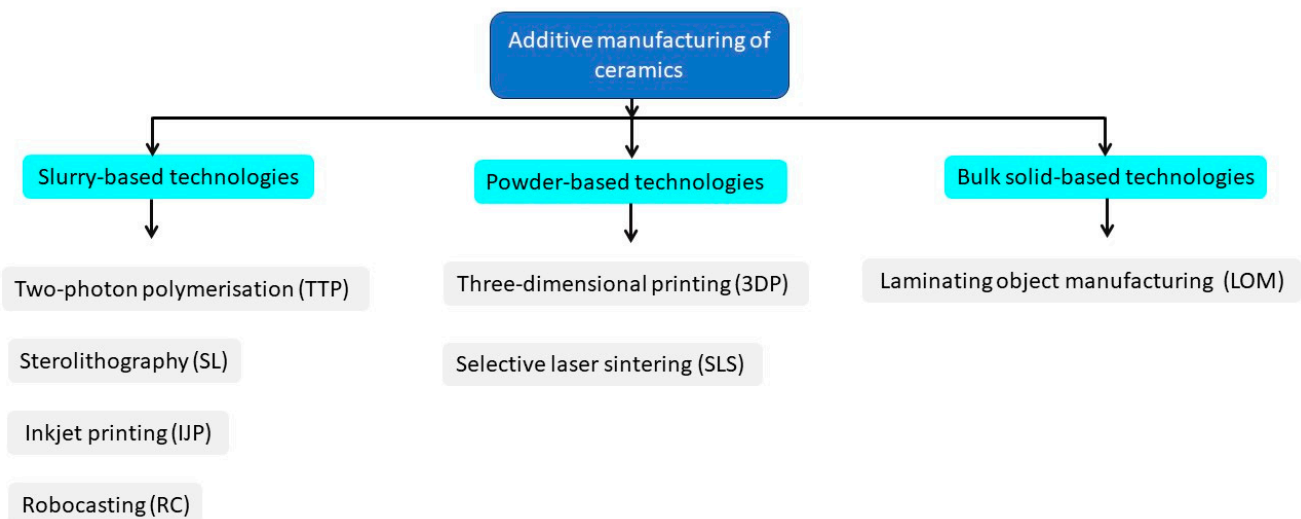 Additive manufacturing of
ceramics
Slurry-based technologies
Powder-based technologies
Bulk solid-based technologies
Two-photon polymerisation (TTP)
Three-dimensional printing (3DP)
Laminating object manufacturing (LOM)
Sterolithography (SL)
Selective laser sintering (SLS)
Inkjet printing (IJP)
Robocasting (RC)